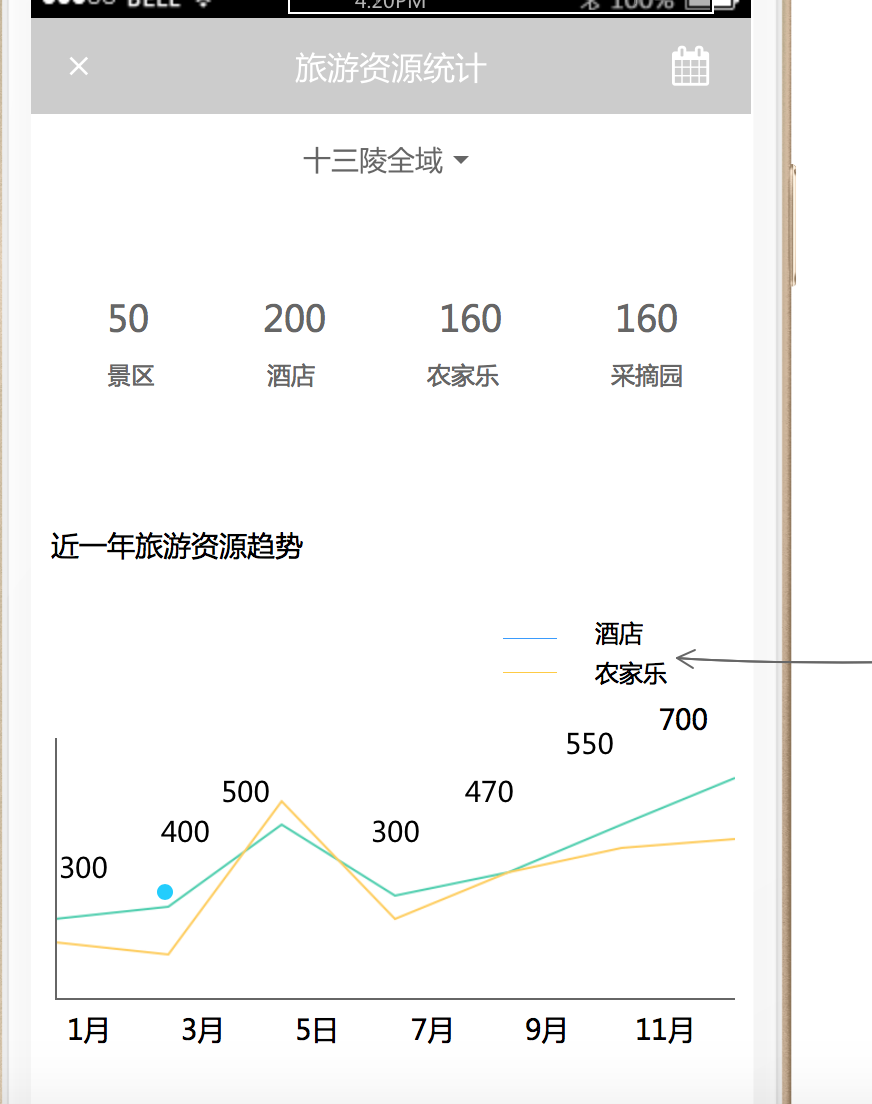 BELL 4:20PM 100%
旅游资源统计
十三陵全域
50 200 160 160
景区 酒店 农家乐 采摘园
近一年旅游资源趋势
酒店
农家乐
700
550
500 470
400 300
300
1月 3月 5日 7月 9月 11月